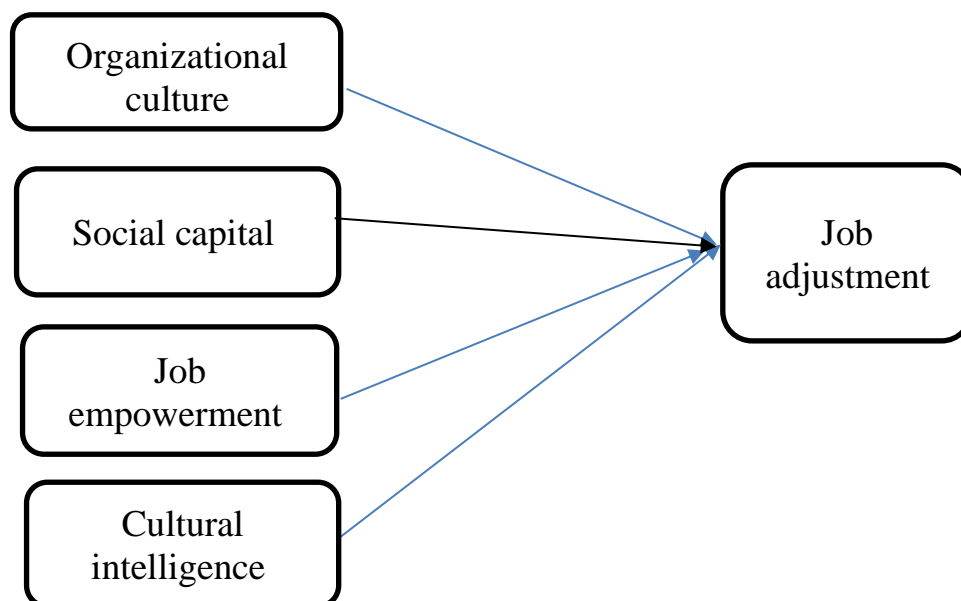 Organizational
culture
Social capital
Job
adjustment
Job
empowerment
Cultural
intelligence